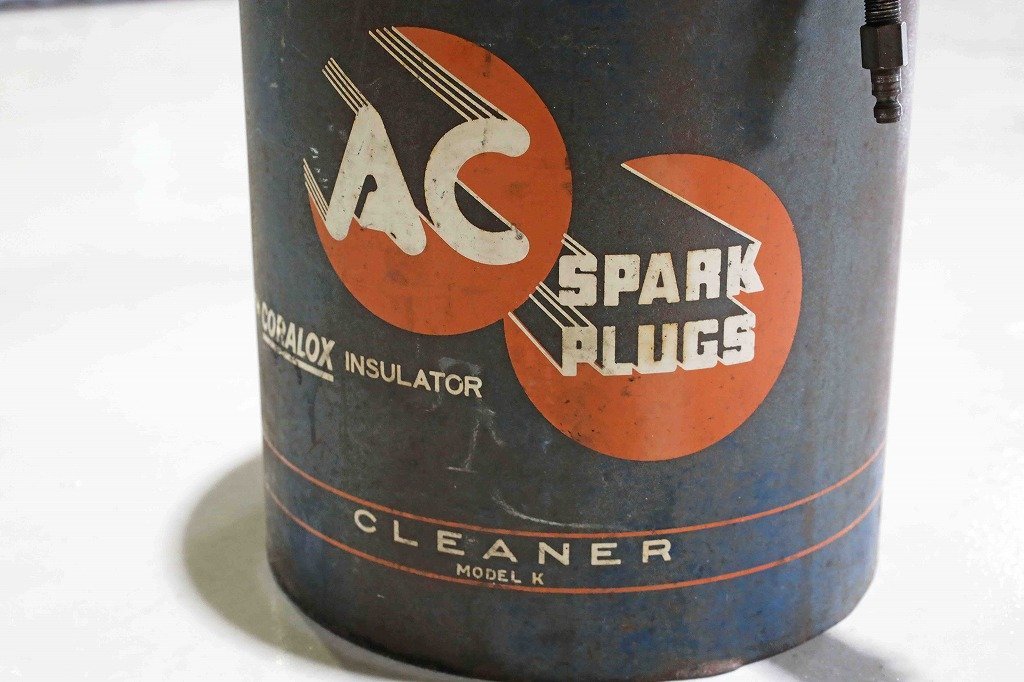 AC
SPARK
PLUGS
CORALOX INSULATOR
CLEANER
MODEL K